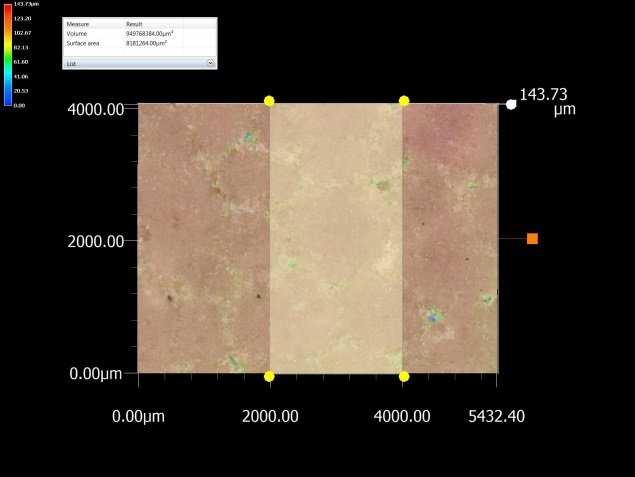 143.73μm
123.20
102.67
82.13
61.60
41.06
20.53
0.00
Measure Result
Volume 949768384.00μm³
Surface area 8181264.00μm²
List
143.73
μm
4000.00
2000.00
0.00μm
0.00μm 2000.00 4000.00 5432.40